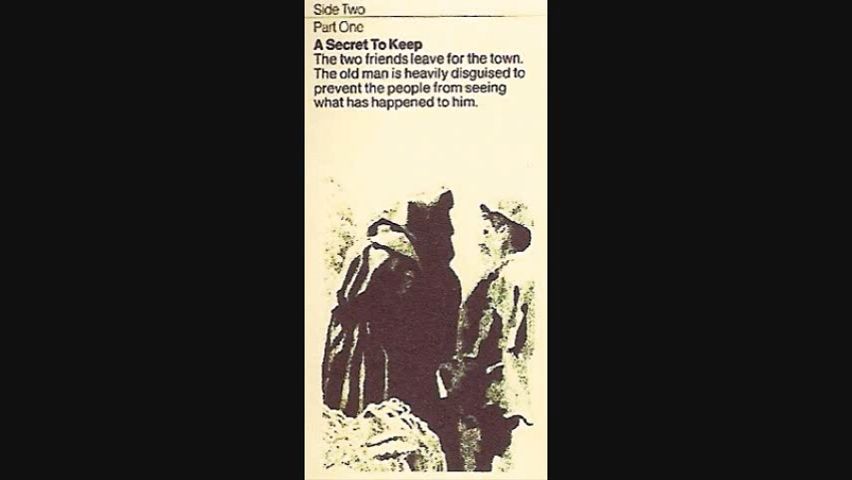 Side Two
Part One
A Secret To Keep
The two friends leave for the town.
The old man is heavily disguised to
prevent the people from seeing
what has happened to him.